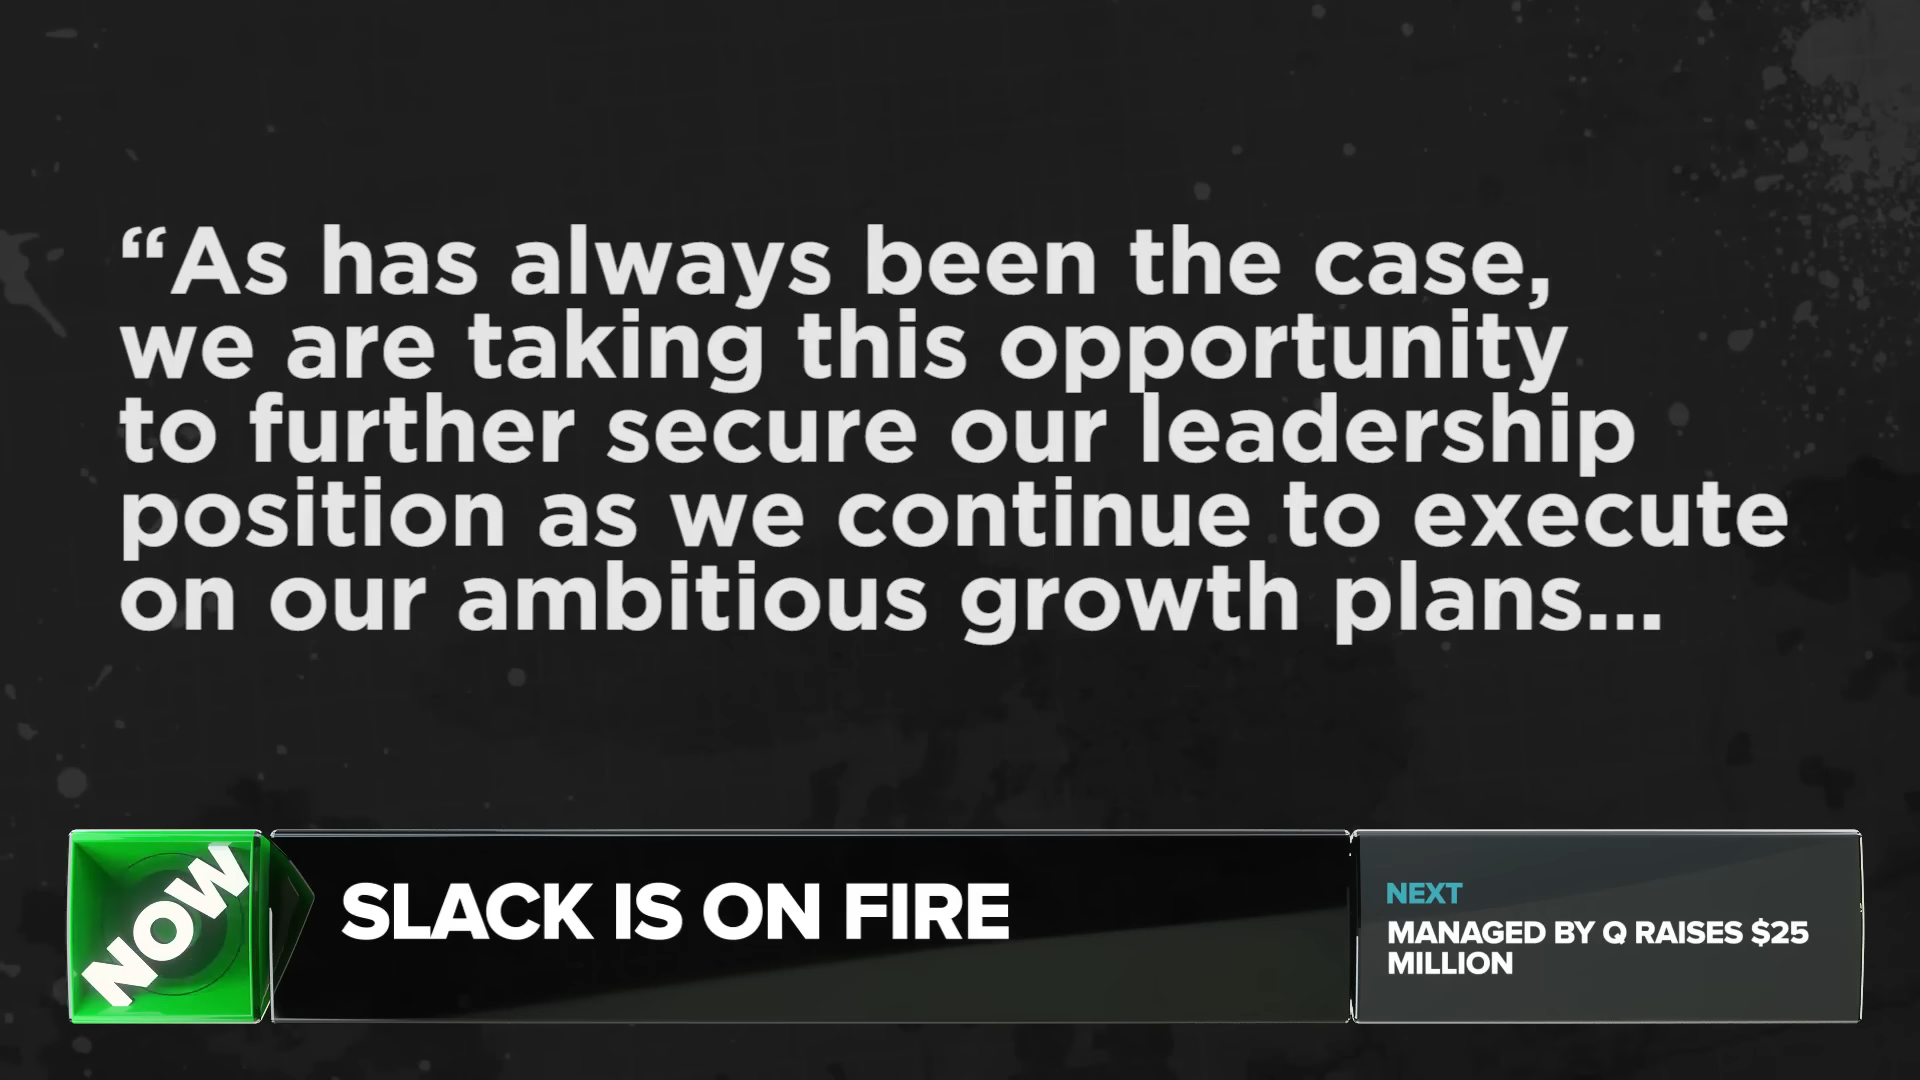 “As has always been the case,
we are taking this opportunity
to further secure our leadership
position as we continue to execute
on our ambitious growth plans...
NOW
SLACK IS ON FIRE
NEXT
MANAGED BY Q RAISES $25
MILLION